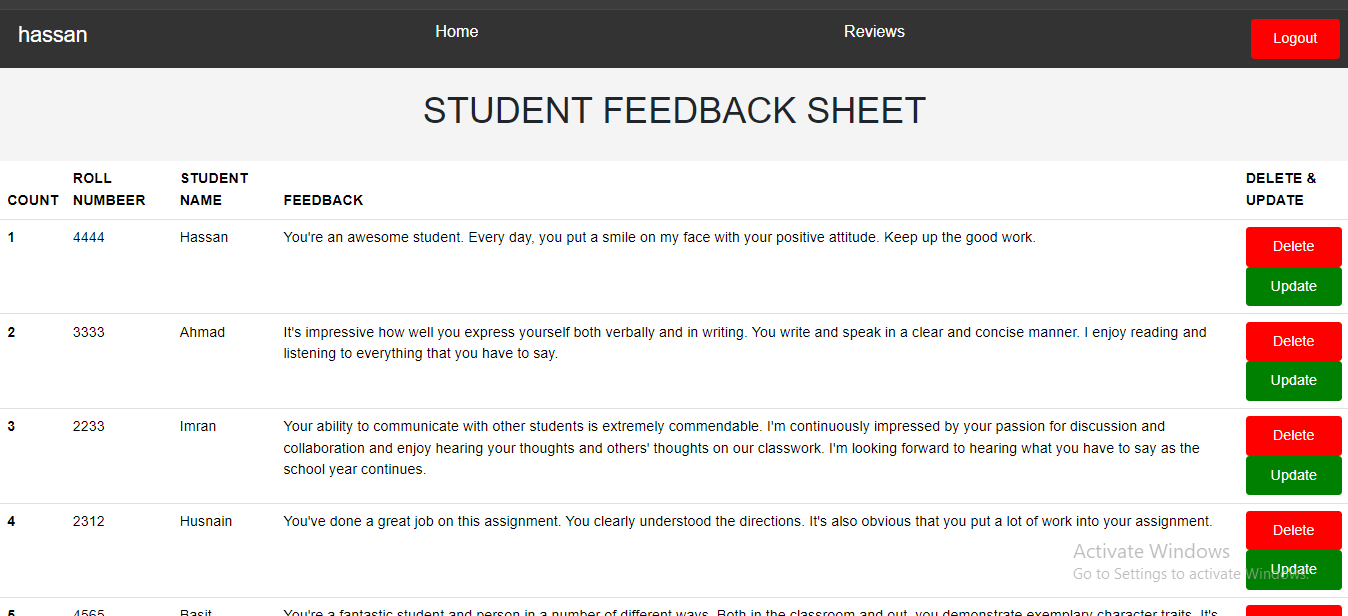 hassan Home Reviews Logout
STUDENT FEEDBACK SHEET
COUNT ROLL NUMBEER STUDENT NAME FEEDBACK DELETE & UPDATE
1 4444 Hassan You're an awesome student. Every day, you put a smile on my face with your positive attitude. Keep up the good work. Delete
Update
2 3333 Ahmad It's impressive how well you express yourself both verbally and in writing. You write and speak in a clear and concise manner. I enjoy reading and Delete
listening to everything that you have to say.
Update
3 2233 Imran Your ability to communicate with other students is extremely commendable. I'm continuously impressed by your passion for discussion and Delete
collaboration and enjoy hearing your thoughts and others' thoughts on our classwork. I'm looking forward to hearing what you have to say as the
school year continues. Update
4 2312 Husnain You've done a great job on this assignment. You clearly understood the directions. It's also obvious that you put a lot of work into your assignment. Delete
Activate Windows
Go to Settings to activate Windows. Update
5 4565 Basit You're a fantastic student and person in a number of different ways. Both in the classroom and out, you demonstrate exemplary character traits. It's